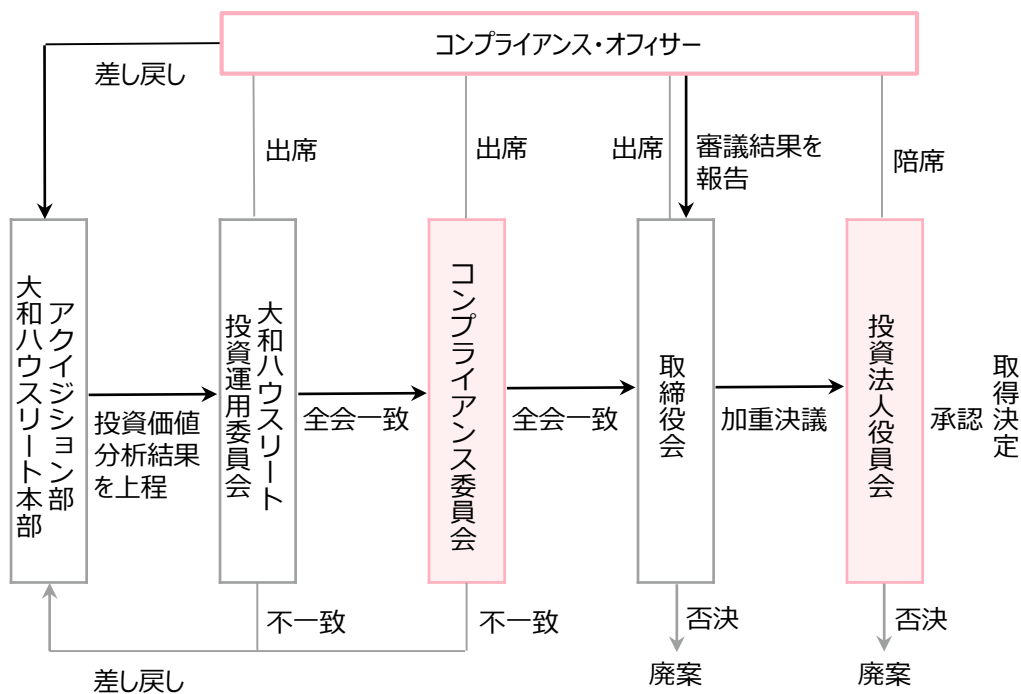 コンプライアンス・オフィサー
差し戻し
出席
出席
出席
審議結果を
報告
陪席
大和ハウスリート本部
アクイジション部
投資価値
分析結果
を上程
大和ハウスリート
投資運用委員会
全会一致
コンプライアンス委員会
全会一致
取締役会
加重決議
投資法人役員会
承認
取得決定
不一致
不一致
否決
否決
差し戻し
廃案
廃案